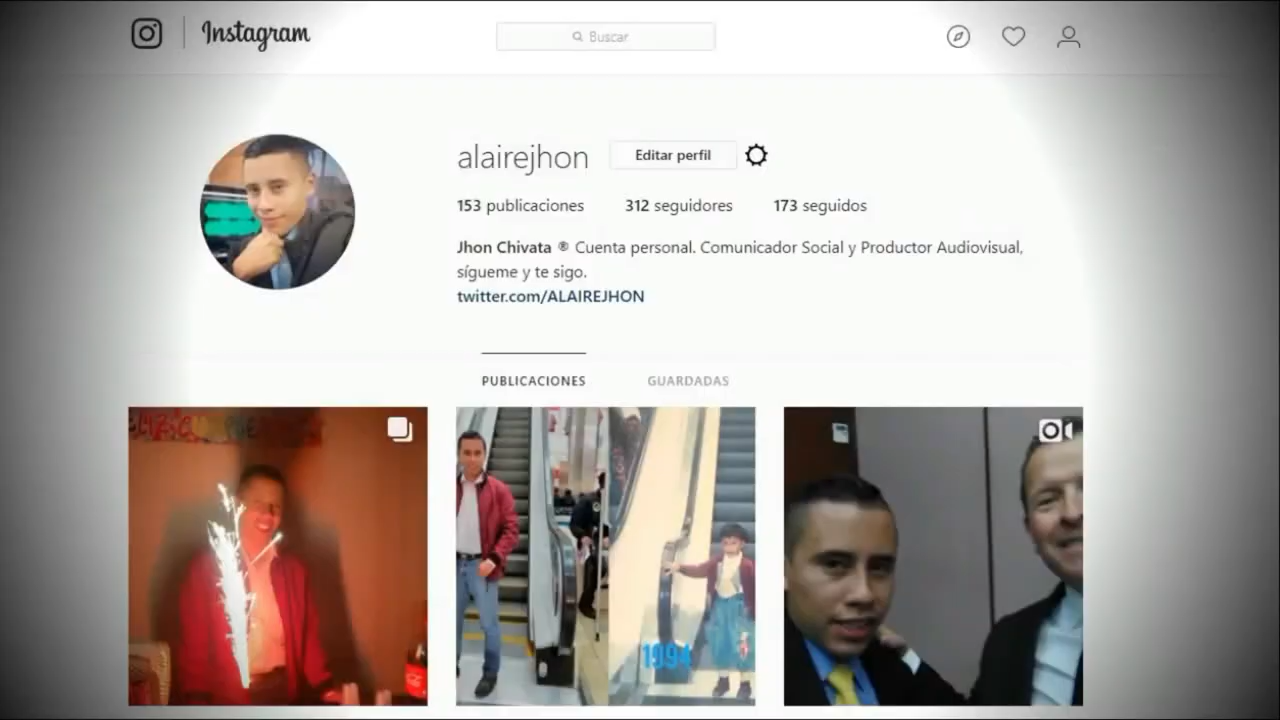 Instagram
Buscar
alairejhon
Editar perfil
153 publicaciones
312 seguidores
173 seguidos
Jhon Chivata ® Cuenta personal. Comunicador Social y Productor Audiovisual,
sígueme y te sigo.
twitter.com/ALAIREJHON
PUBLICACIONES
GUARDADAS
1994